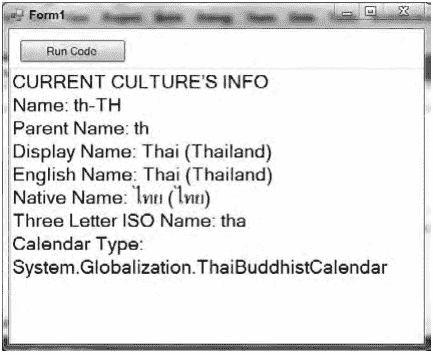 Form1
Run Code
CURRENT CULTURE'S INFO
Name: th-TH
Parent Name: th
Display Name: Thai (Thailand)
English Name: Thai (Thailand)
Native Name: ไทย (ไทย)
Three Letter ISO Name: tha
Calendar Type:
System.Globalization.ThaiBuddhistCalendar